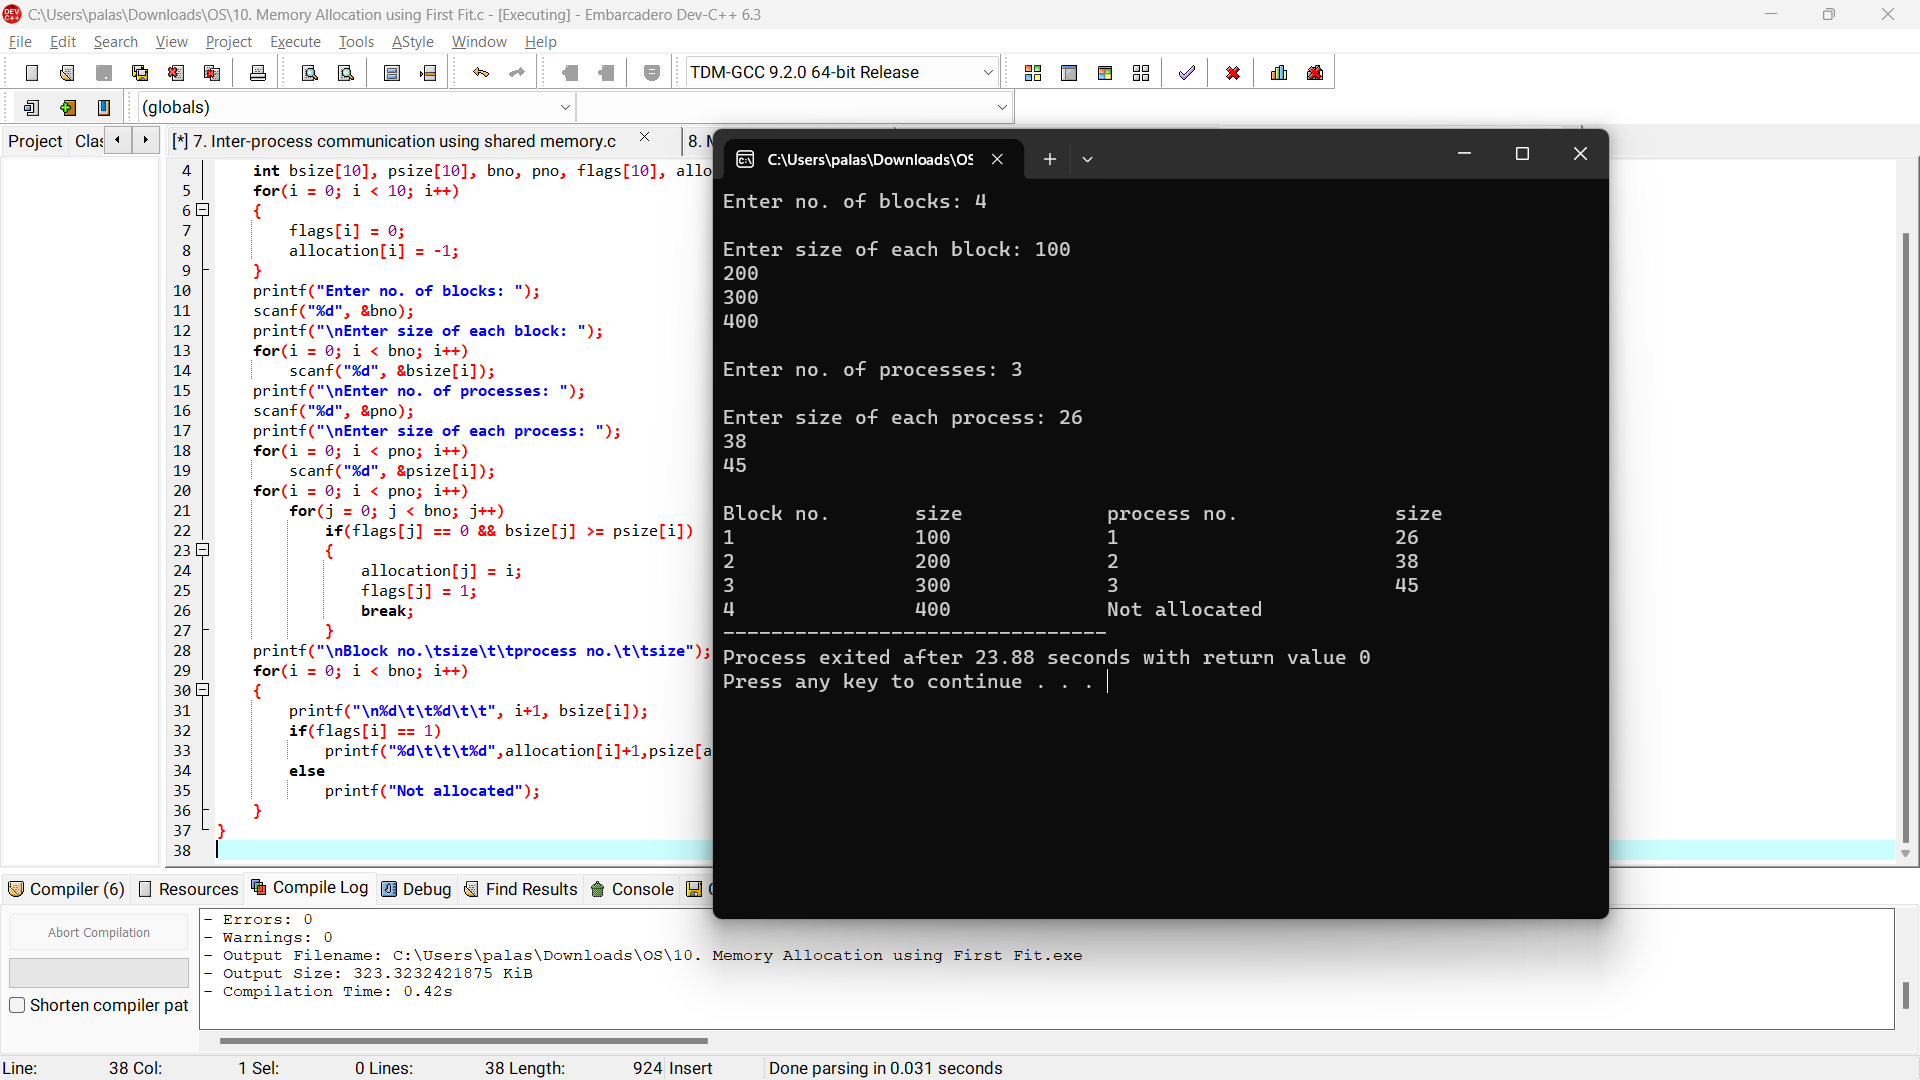 C:\Users\palas\Downloads\OS\10. Memory Allocation using First Fit.c - [Executing] - Embarcadero Dev-C++ 6.3
File Edit Search View Project Execute Tools AStyle Window Help
TDM-GCC 9.2.0 64-bit Release
(globals)
Project Clas
[*] 7. Inter-process communication using shared memory.c
8.
4 int bsize[10], psize[10], bno, pno, flags[10], allo
5 for(i = 0; i < 10; i++)
6 {
7 flags[i] = 0;
8 allocation[i] = -1;
9 }
10 printf("Enter no. of blocks: ");
11 scanf("%d", &bno);
12 printf("\nEnter size of each block: ");
13 for(i = 0; i < bno; i++)
14 scanf("%d", &bsize[i]);
15 printf("\nEnter no. of processes: ");
16 scanf("%d", &pno);
17 printf("\nEnter size of each process: ");
18 for(i = 0; i < pno; i++)
19 scanf("%d", &psize[i]);
20 for(i = 0; i < pno; i++)
21 for(j = 0; j < bno; j++)
22 if(flags[j] == 0 && bsize[j] >= psize[i])
23 {
24 allocation[j] = i;
25 flags[j] = 1;
26 break;
27 }
28 printf("\nBlock no.\tsize\t\tprocess no.\t\tsize");
29 for(i = 0; i < bno; i++)
30 {
31 printf("\n%d\t\t%d\t\t", i+1, bsize[i]);
32 if(flags[i] == 1)
33 printf("%d\t\t\t%d",allocation[i]+1,psize[a
34 else
35 printf("Not allocated");
36 }
37 }
38
C:\Users\palas\Downloads\OS
Enter no. of blocks: 4
Enter size of each block: 100
200
300
400
Enter no. of processes: 3
Enter size of each process: 26
38
45
Block no. size process no. size
1 100 1 26
2 200 2 38
3 300 3 45
4 400 Not allocated
--------------------------------
Process exited after 23.88 seconds with return value 0
Press any key to continue . . .
Compiler (6) Resources Compile Log Debug Find Results Console
Abort Compilation
Shorten compiler pat
- Errors: 0
- Warnings: 0
- Output Filename: C:\Users\palas\Downloads\OS\10. Memory Allocation using First Fit.exe
- Output Size: 323.3232421875 KiB
- Compilation Time: 0.42s
Line: 38 Col: 1 Sel: 0 Lines: 38 Length: 924 Insert Done parsing in 0.031 seconds